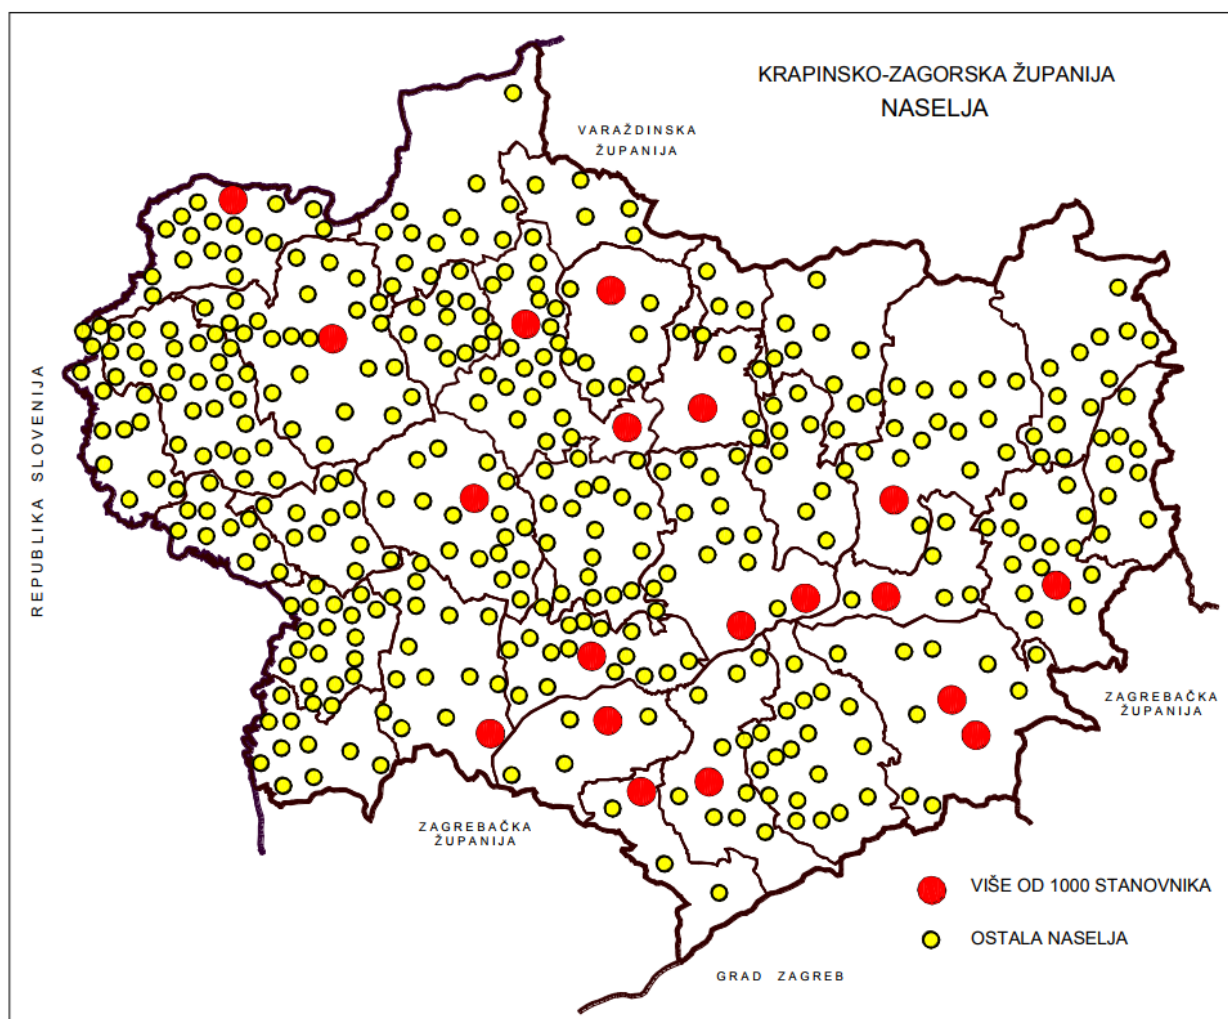 KRAPINSKO-ZAGORSKA ŽUPANIJA
NASELJA
VARAŽDINSKA
ŽUPANIJA
REPUBLIKA SLOVENIJA
ZAGREBAČKA
ŽUPANIJA
ZAGREBAČKA
ŽUPANIJA
VIŠE OD 1000 STANOVNIKA
OSTALA NASELJA
GRAD ZAGREB